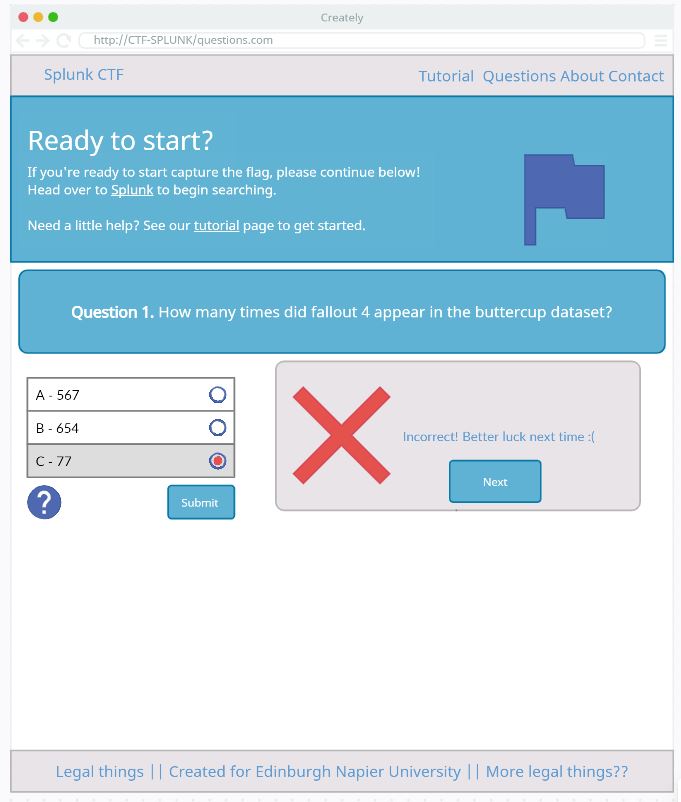 Creately
http://CTF-SPLUNK/questions.com
Splunk CTF
Tutorial Questions About Contact
Ready to start?
If you're ready to start capture the flag, please continue below!
Head over to Splunk to begin searching.
Need a little help? See our tutorial page to get started.
Question 1. How many times did fallout 4 appear in the buttercup dataset?
A - 567
B - 654
C - 77
?
Submit
Incorrect! Better luck next time :(
Next
Legal things || Created for Edinburgh Napier University || More legal things??